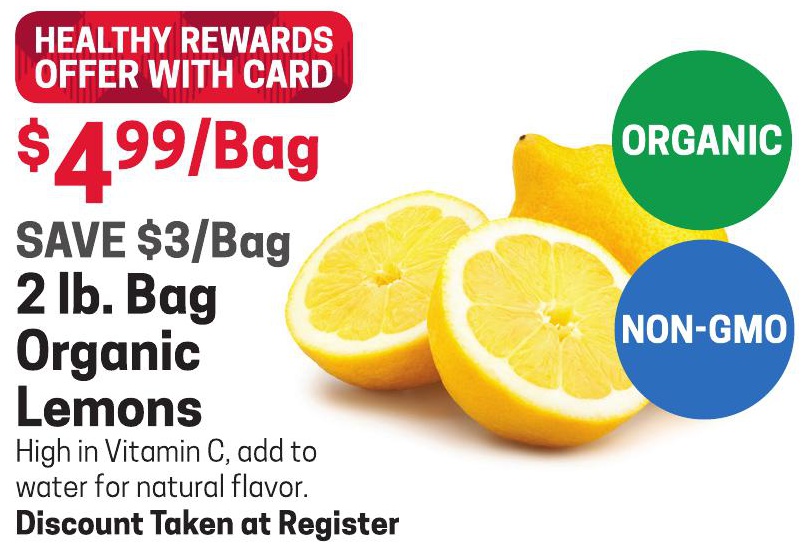 HEALTHY REWARDS
OFFER WITH CARD
$4.99/Bag
SAVE $3/Bag
2 lb. Bag
Organic
Lemons
High in Vitamin C, add to
water for natural flavor.
Discount Taken at Register
ORGANIC
NON-GMO